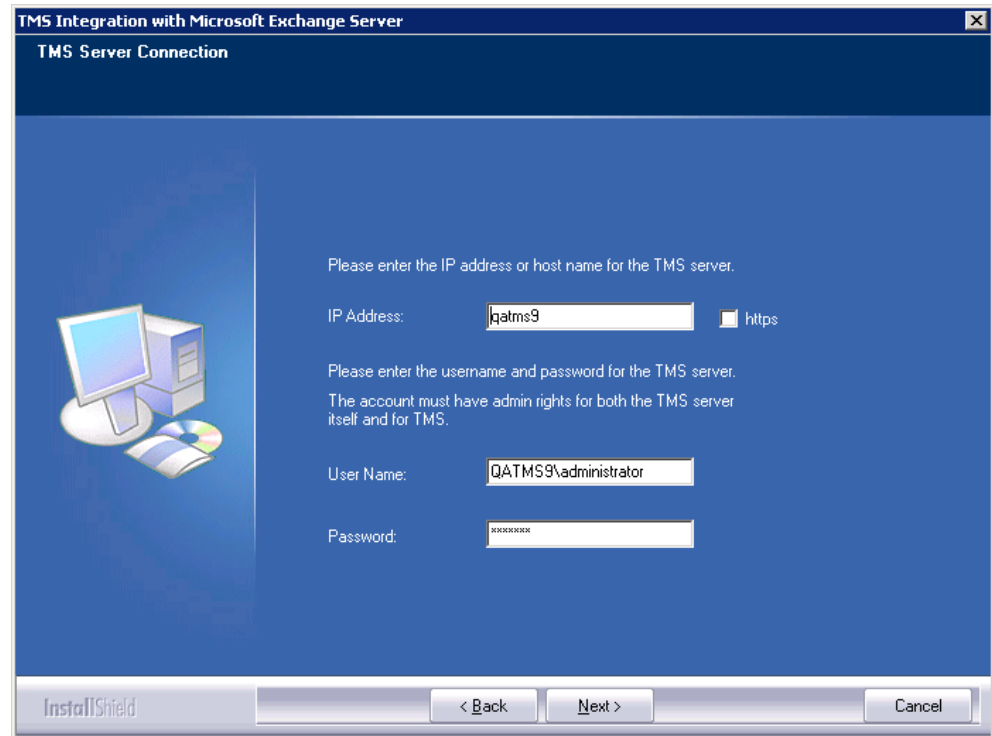 TMS Integration with Microsoft Exchange Server
TMS Server Connection
Please enter the IP address or host name for the TMS server.
IP Address: qatms9 https
Please enter the username and password for the TMS server.
The account must have admin rights for both the TMS server
itself and for TMS.
User Name: QATMS9\administrator
Password: *******
InstallShield < Back Next > Cancel